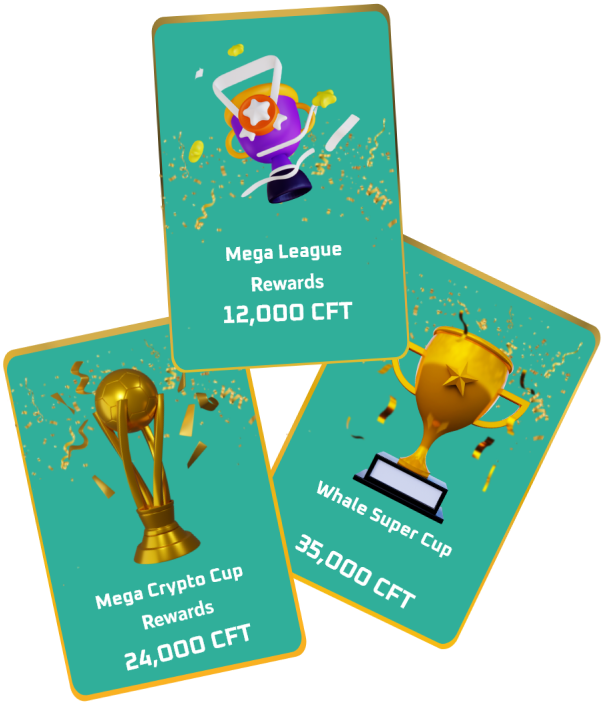 Mega League
Rewards
12,000 CFT
Mega Crypto Cup
Rewards
24,000 CFT
Whale Super Cup
35,000 CFT